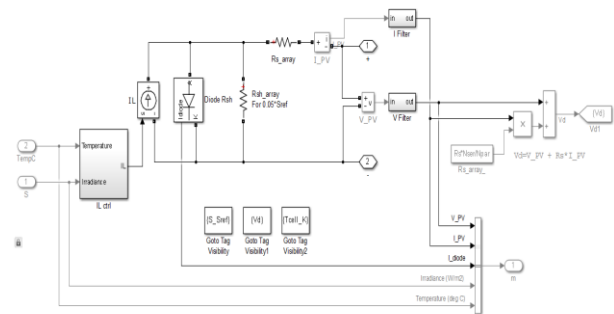 in out
I Filter
Rs_array
I_PV
1
+
IL
Diode Rsh
I diode
Rsh_array
For 0.05*Sref
V_PV
in out
V Filter
X
Vd
{Vd}
Vd1
Rs*Nser/Npar
Rs_array_
Vd=V_PV + Rs*I_PV
2
TempC
Temperature
IL
1
S
Irradiance
IL ctrl
2
-
{S_Sref}
{Vd}
{Tcell_K}
Goto Tag
Visibility
Goto Tag
Visibility1
Goto Tag
Visibility2
V_PV
I_PV
I_diode
Irradiance (W/m2)
Temperature (deg C)
1
m